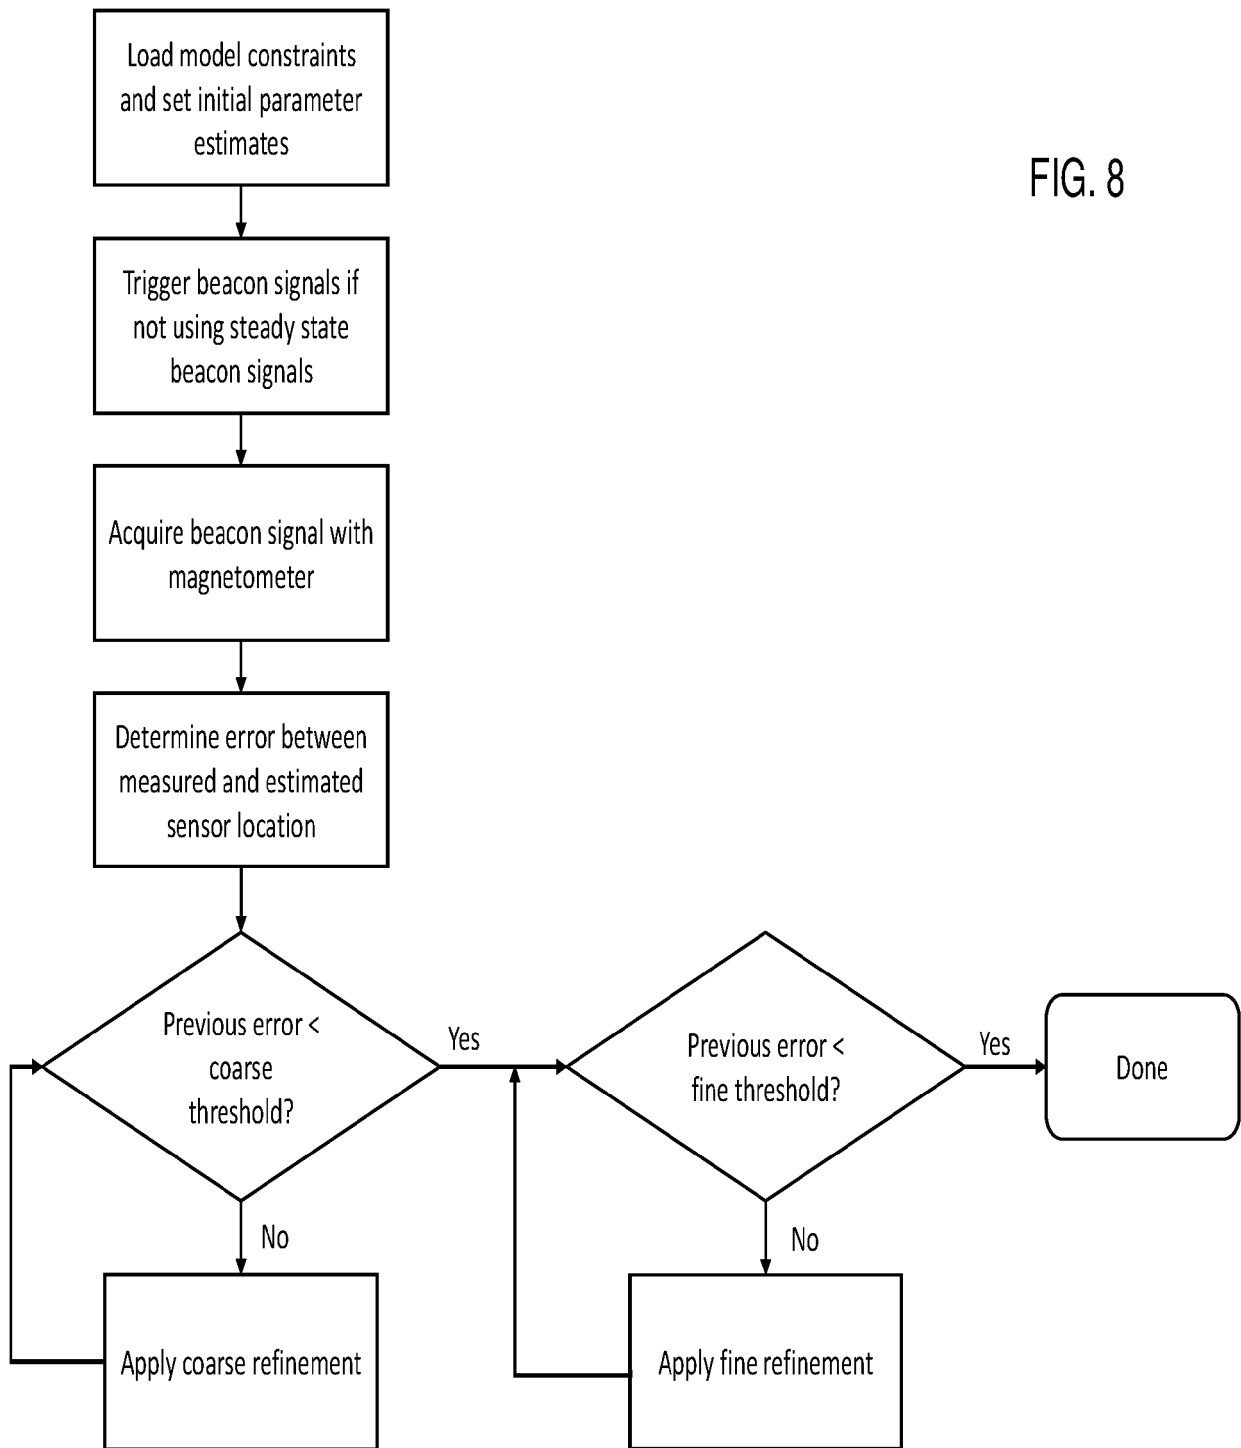 Load model constraints
and set initial parameter
estimates
FIG. 8
Trigger beacon signals if
not using steady state
beacon signals
Acquire beacon signal with
magnetometer
Determine error between
measured and estimated
sensor location
Previous error <
coarse
threshold?
Yes
Previous error <
fine threshold?
Yes
Done
No
No
Apply coarse refinement
Apply fine refinement